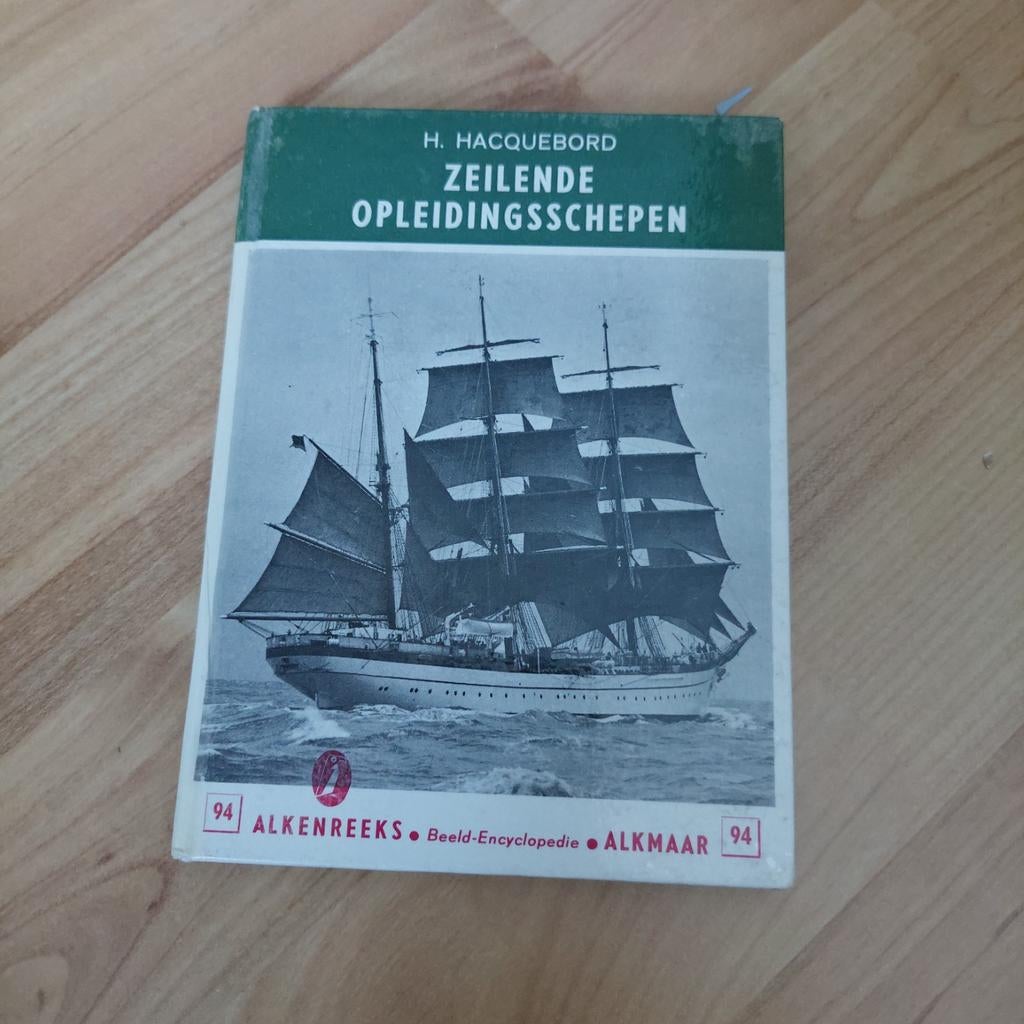 H. HACQUEBORD
ZEILENDE
OPLEIDINGSSCHEPEN
94 ALKENREEKS • Beeld-Encyclopedie • ALKMAAR 94